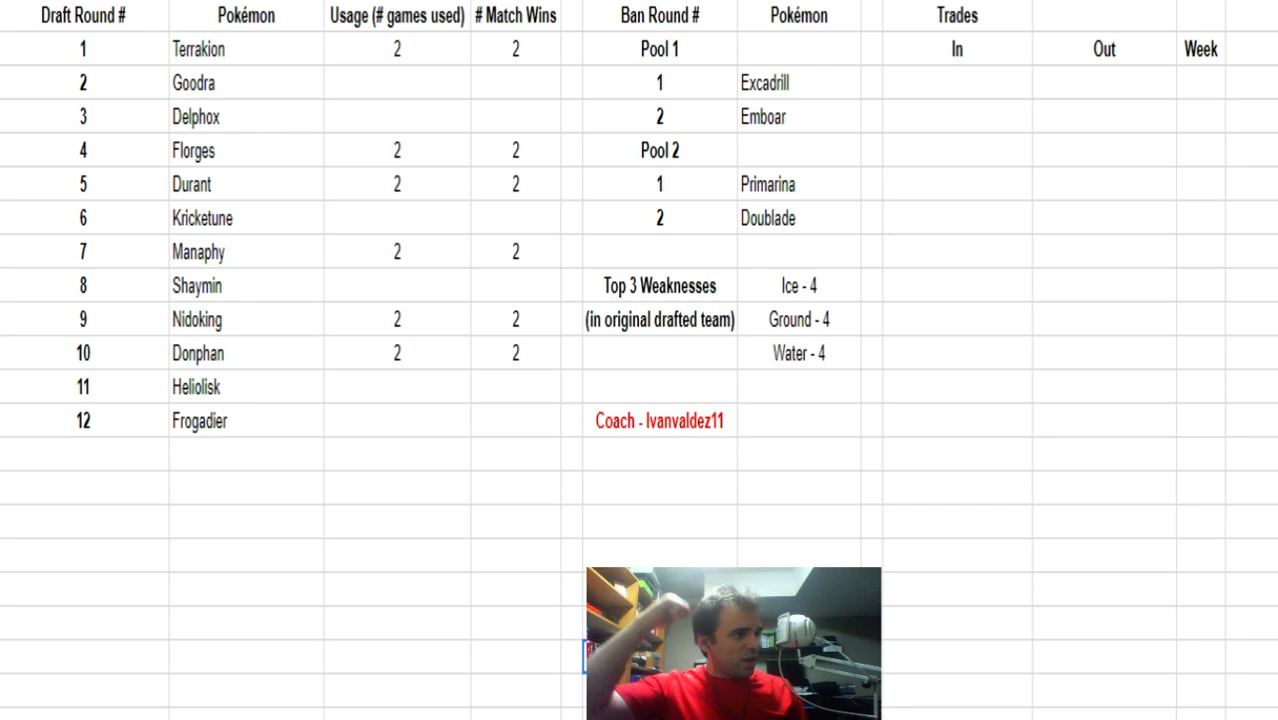 Draft Round # Pokémon Usage (# games used) # Match Wins Ban Round # Pokémon Trades
1 Terrakion 2 2 Pool 1 In Out Week
2 Goodra 1 Excadrill
3 Delphox 2 Emboar
4 Florges 2 2 Pool 2
5 Durant 2 2 1 Primarina
6 Kricketune 2 Doublade
7 Manaphy 2 2
8 Shaymin Top 3 Weaknesses Ice - 4
9 Nidoking 2 2 (in original drafted team) Ground - 4
10 Donphan 2 2 Water - 4
11 Heliolisk
12 Frogadier Coach - Ivanvaldez11